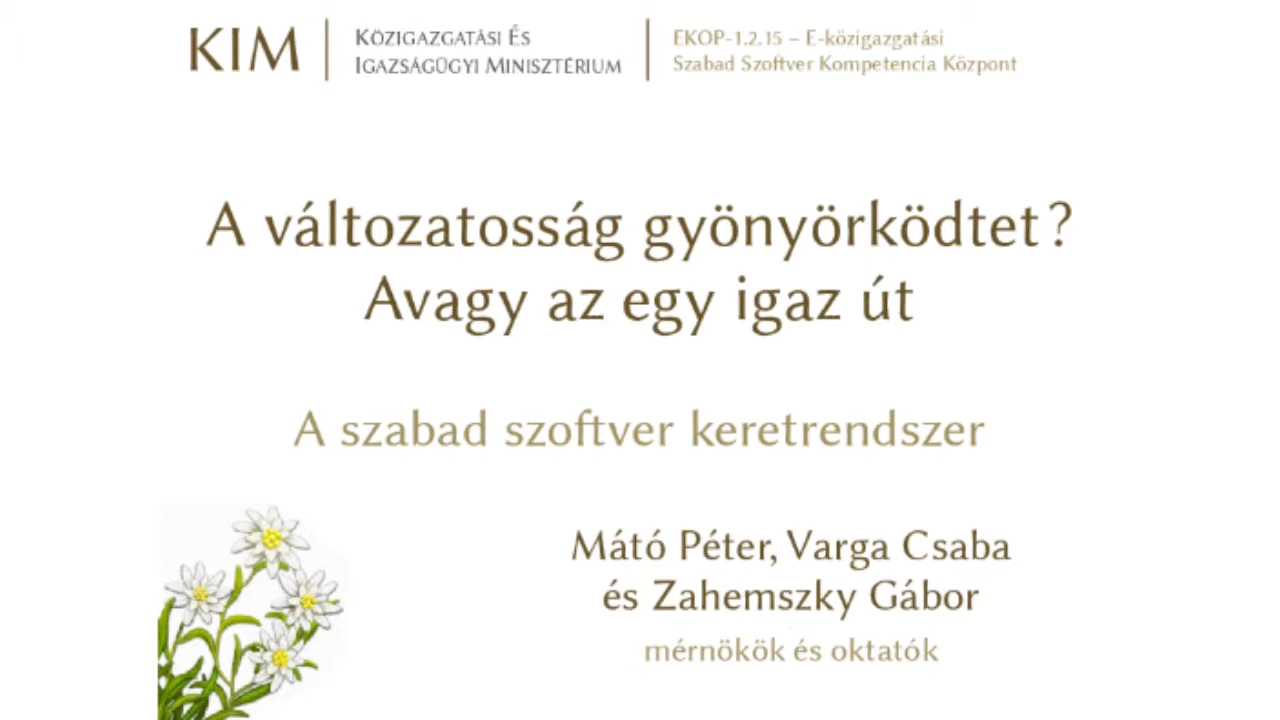 KIM
KÖZIGAZGATÁSI ÉS
IGAZSÁGÜGYI MINISZTÉRIUM
EKOP-1.2.15 – E-közigazgatási
Szabad Szoftver Kompetencia Központ
A változatosság gyönyörködtet?
Avagy az egy igaz út
A szabad szoftver keretrendszer
Mátó Péter, Varga Csaba
és Zahemszky Gábor
mérnökök és oktatók